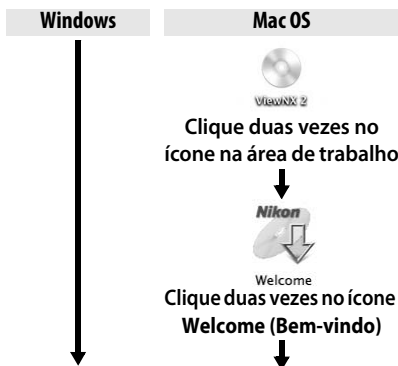 Windows
Mac OS
ViewNX 2
Clique duas vezes no
ícone na área de trabalho
Nikon
Welcome
Clique duas vezes no ícone
Welcome (Bem-vindo)